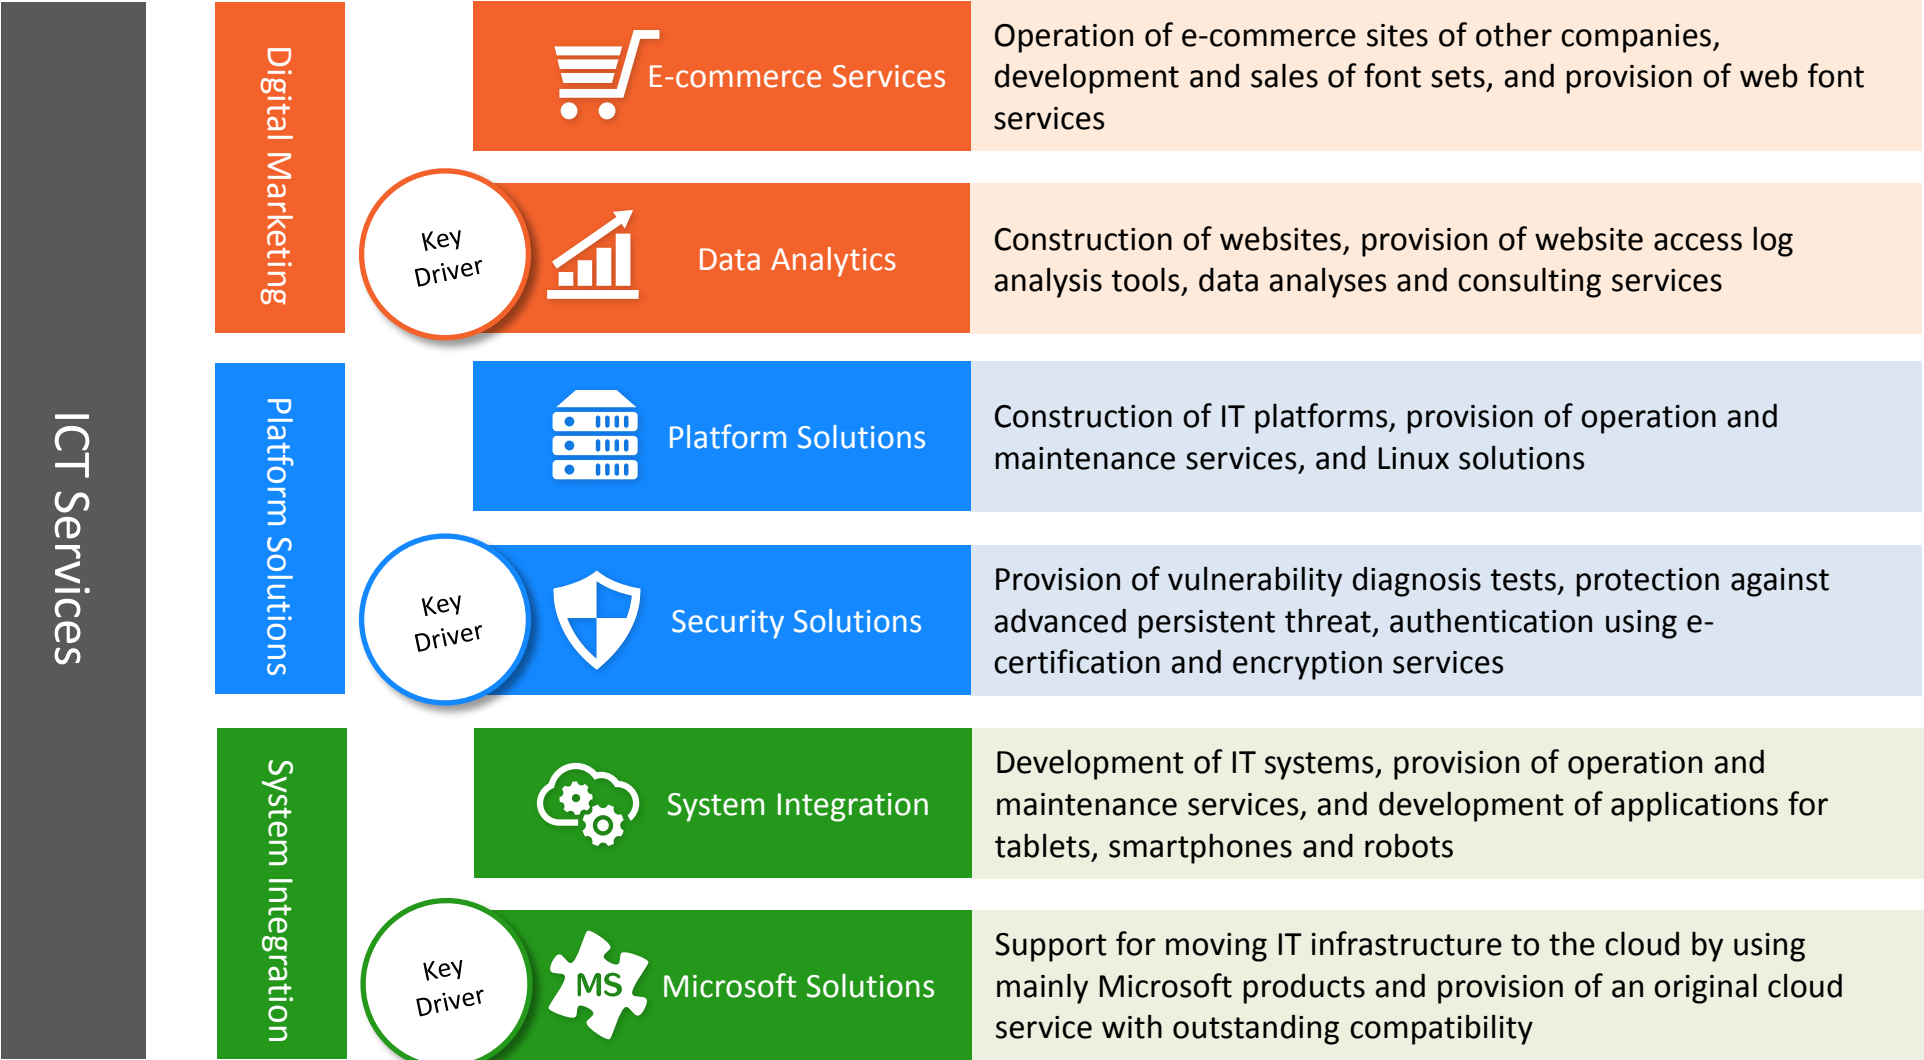 ICT Services
Digital Marketing
E-commerce Services
Operation of e-commerce sites of other companies,
development and sales of font sets, and provision of web font
services
Key
Driver
Data Analytics
Construction of websites, provision of website access log
analysis tools, data analyses and consulting services
Platform Solutions
Platform Solutions
Construction of IT platforms, provision of operation and
maintenance services, and Linux solutions
Key
Driver
Security Solutions
Provision of vulnerability diagnosis tests, protection against
advanced persistent threat, authentication using e-
certification and encryption services
System Integration
System Integration
Development of IT systems, provision of operation and
maintenance services, and development of applications for
tablets, smartphones and robots
Key
Driver
MS
Microsoft Solutions
Support for moving IT infrastructure to the cloud by using
mainly Microsoft products and provision of an original cloud
service with outstanding compatibility